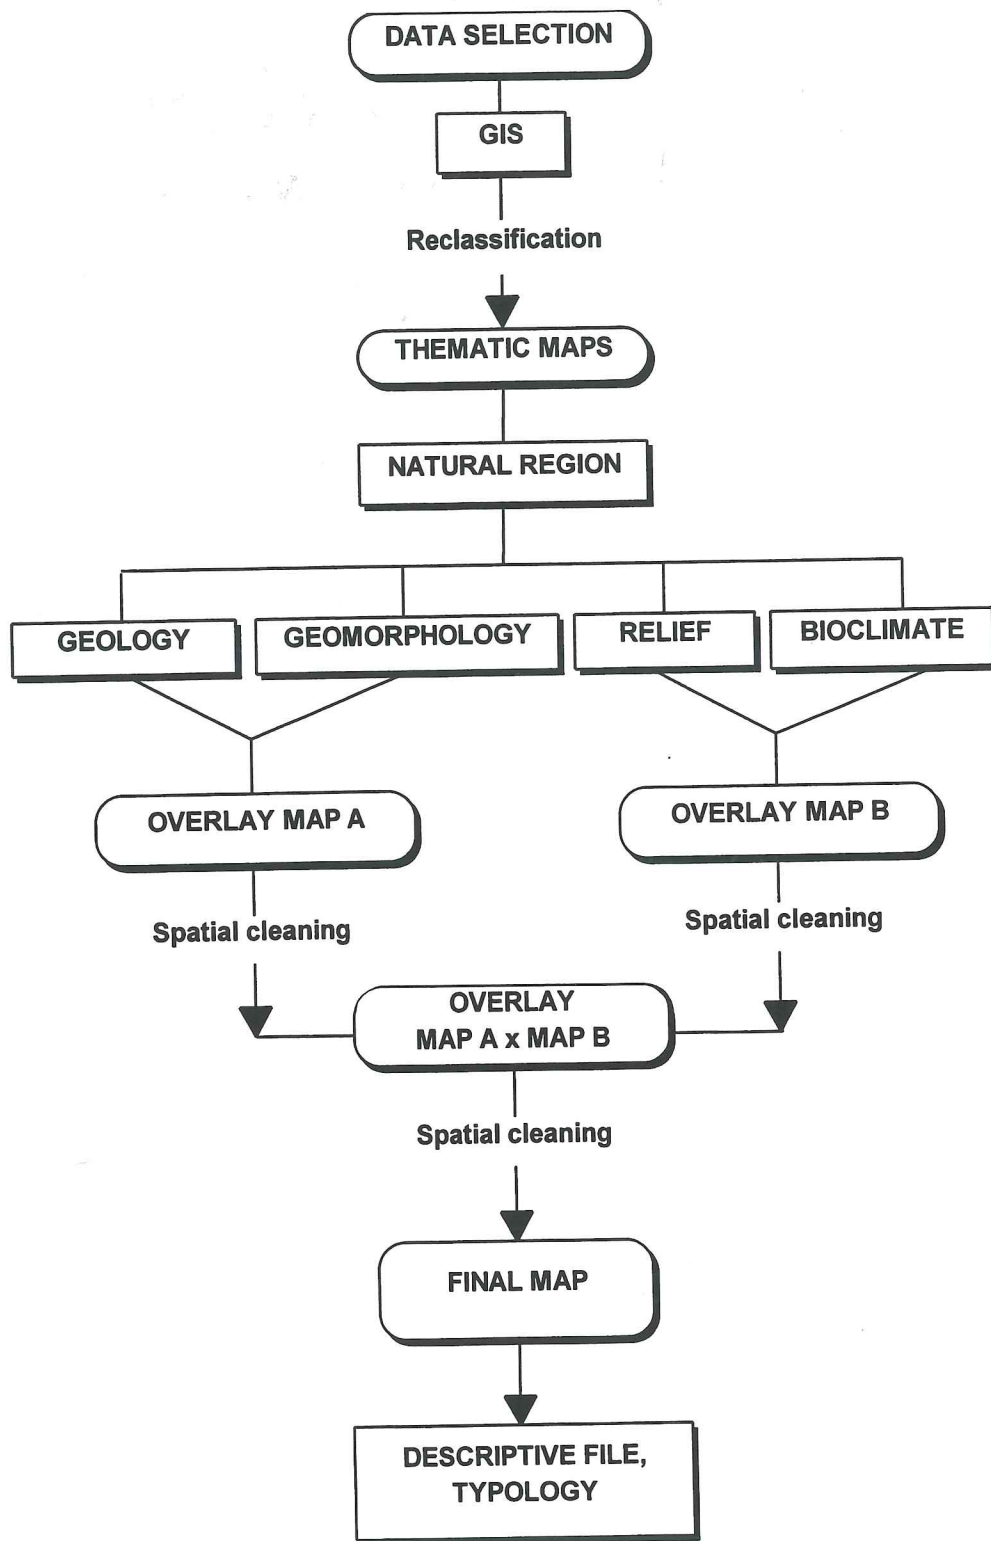 DATA SELECTION
GIS
Reclassification
THEMATIC MAPS
NATURAL REGION
GEOLOGY
GEOMORPHOLOGY
RELIEF
BIOCLIMATE
OVERLAY MAP A
OVERLAY MAP B
Spatial cleaning
Spatial cleaning
OVERLAY
MAP A x MAP B
Spatial cleaning
FINAL MAP
DESCRIPTIVE FILE,
TYPOLOGY